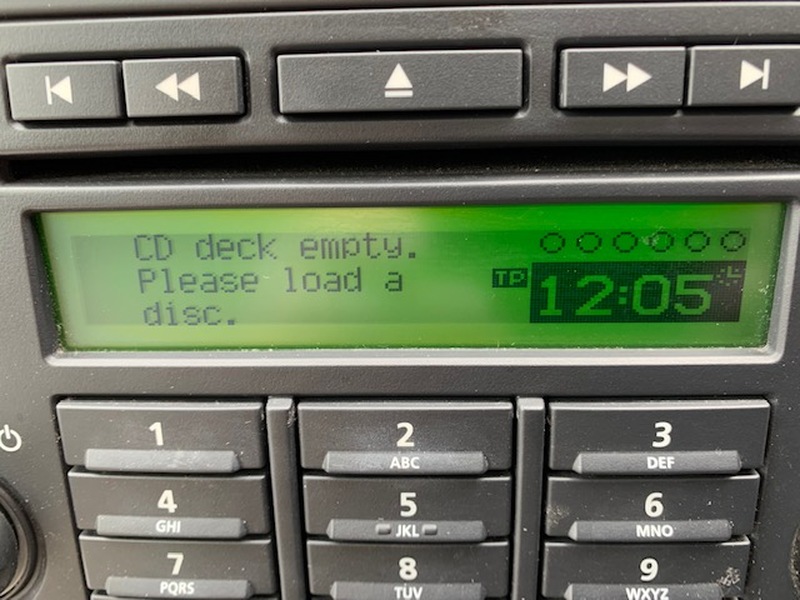 CD deck empty.
Please load a
disc.
TP
12:05
1
2
ABC
3
DEF
4
GHI
5
JKL
6
MNO
7
PQRS
8
TUV
9
WXYZ